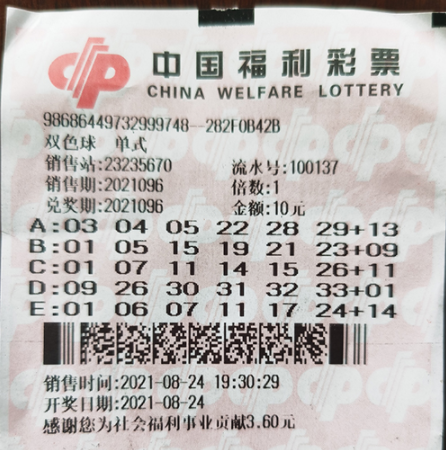 中国福利彩票
CHINA WELFARE LOTTERY
98686449732999748--282F0B42B
双色球 单式
销售站:23235670 流水号:100137
销售期:2021096 倍数:1
兑奖期:2021096 金额:10元
A:03 04 05 22 28 29+13
B:01 05 15 19 21 23+09
C:01 07 11 14 15 26+11
D:09 26 30 31 32 33+01
E:01 06 07 11 17 24+14
销售时间:2021-08-24 19:30:29
开奖日期:2021-08-24
感谢您为社会福利事业贡献3.60元